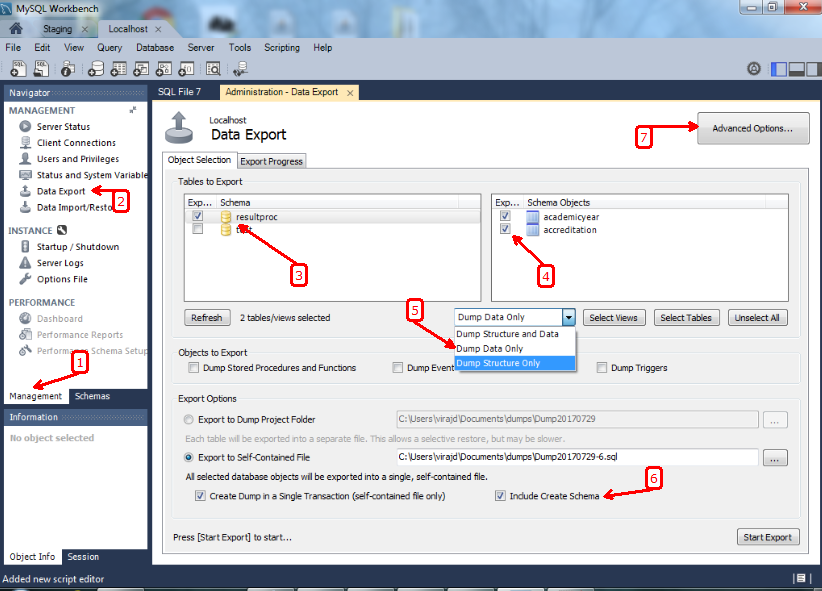 MySQL Workbench
Staging Localhost
File Edit View Query Database Server Tools Scripting Help
Navigator
SQL File 7
Administration - Data Export
MANAGEMENT
Server Status
Client Connections
Users and Privileges
Status and System Variable
Data Export
2
Data Import/Resto
INSTANCE
Startup / Shutdown
Server Logs
Options File
PERFORMANCE
Dashboard
Performance Reports
Performance Schema Setup
1
Management Schemas
Information
No object selected
Object Info Session
Localhost
Data Export
7
Advanced Options...
Object Selection Export Progress
Tables to Export
Exp... Schema
resultproc
3
Exp... Schema Objects
academicyear
accreditation
4
Refresh
2 tables/views selected
5
Dump Data Only
Select Views
Select Tables
Unselect All
Dump Structure and Data
Dump Data Only
Dump Structure Only
Objects to Export
Dump Stored Procedures and Functions
Dump Event
Dump Triggers
Export Options
Export to Dump Project Folder
C:\Users\virajd\Documents\dumps\Dump20170729
...
Each table will be exported into a separate file. This allows a selective restore, but may be slower.
Export to Self-Contained File
C:\Users\virajd\Documents\dumps\Dump20170729-6.sql
...
All selected database objects will be exported into a single, self-contained file.
Create Dump in a Single Transaction (self-contained file only)
Include Create Schema
6
Press [Start Export] to start...
Start Export
Added new script editor